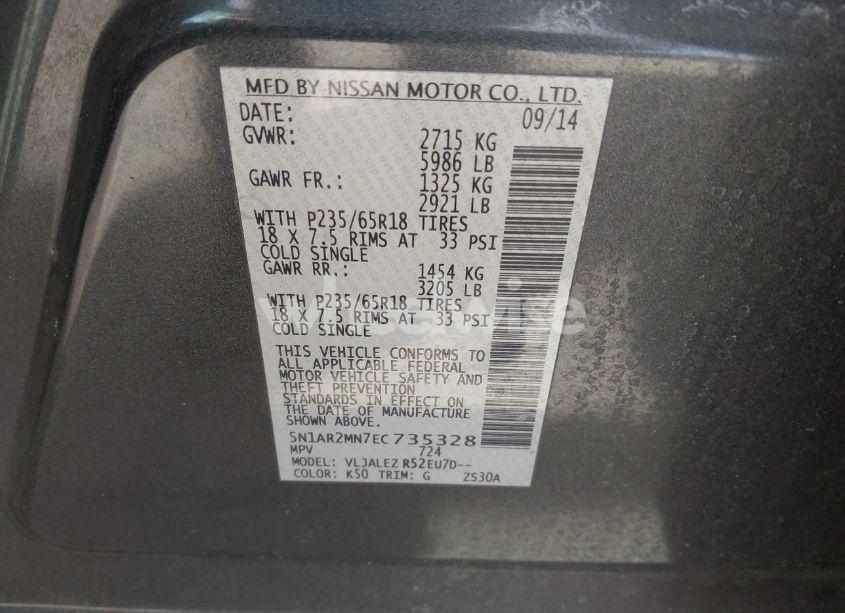 MFD BY NISSAN MOTOR CO., LTD.
DATE: 09/14
GVWR: 2715 KG
5986 LB
GAWR FR.: 1325 KG
2921 LB
WITH P235/65R18 TIRES
18 X 7.5 RIMS AT 33 PSI
COLD SINGLE
GAWR RR.: 1454 KG
3205 LB
WITH P235/65R18 TIRES
18 X 7.5 RIMS AT 33 PSI
COLD SINGLE
THIS VEHICLE CONFORMS TO
ALL APPLICABLE FEDERAL
MOTOR VEHICLE SAFETY AND
THEFT PREVENTION
STANDARDS IN EFFECT ON
THE DATE OF MANUFACTURE
SHOWN ABOVE.
5N1AR2MN7EC735328
MPV 724
MODEL: VLJALEZ R52EU7D--
COLOR: K50 TRIM: G ZS30A